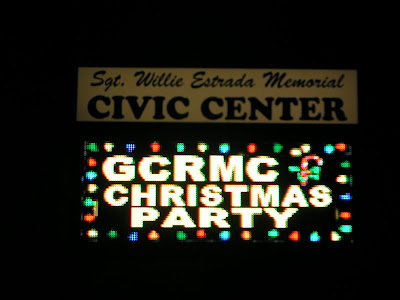 Sgt. Willie Estrada Memorial
CIVIC CENTER
GCRMC
CHRISTMAS
PARTY